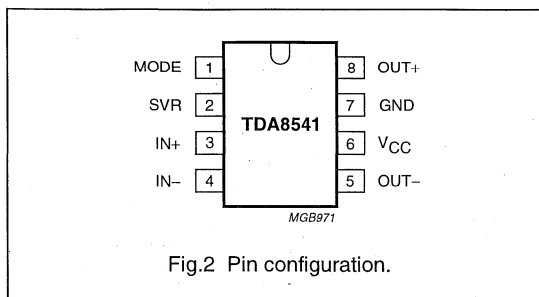 MODE 1 8 OUT+
SVR 2 7 GND
TDA8541
IN+ 3 6 VCC
IN− 4 5 OUT−
MGB971
Fig.2 Pin configuration.